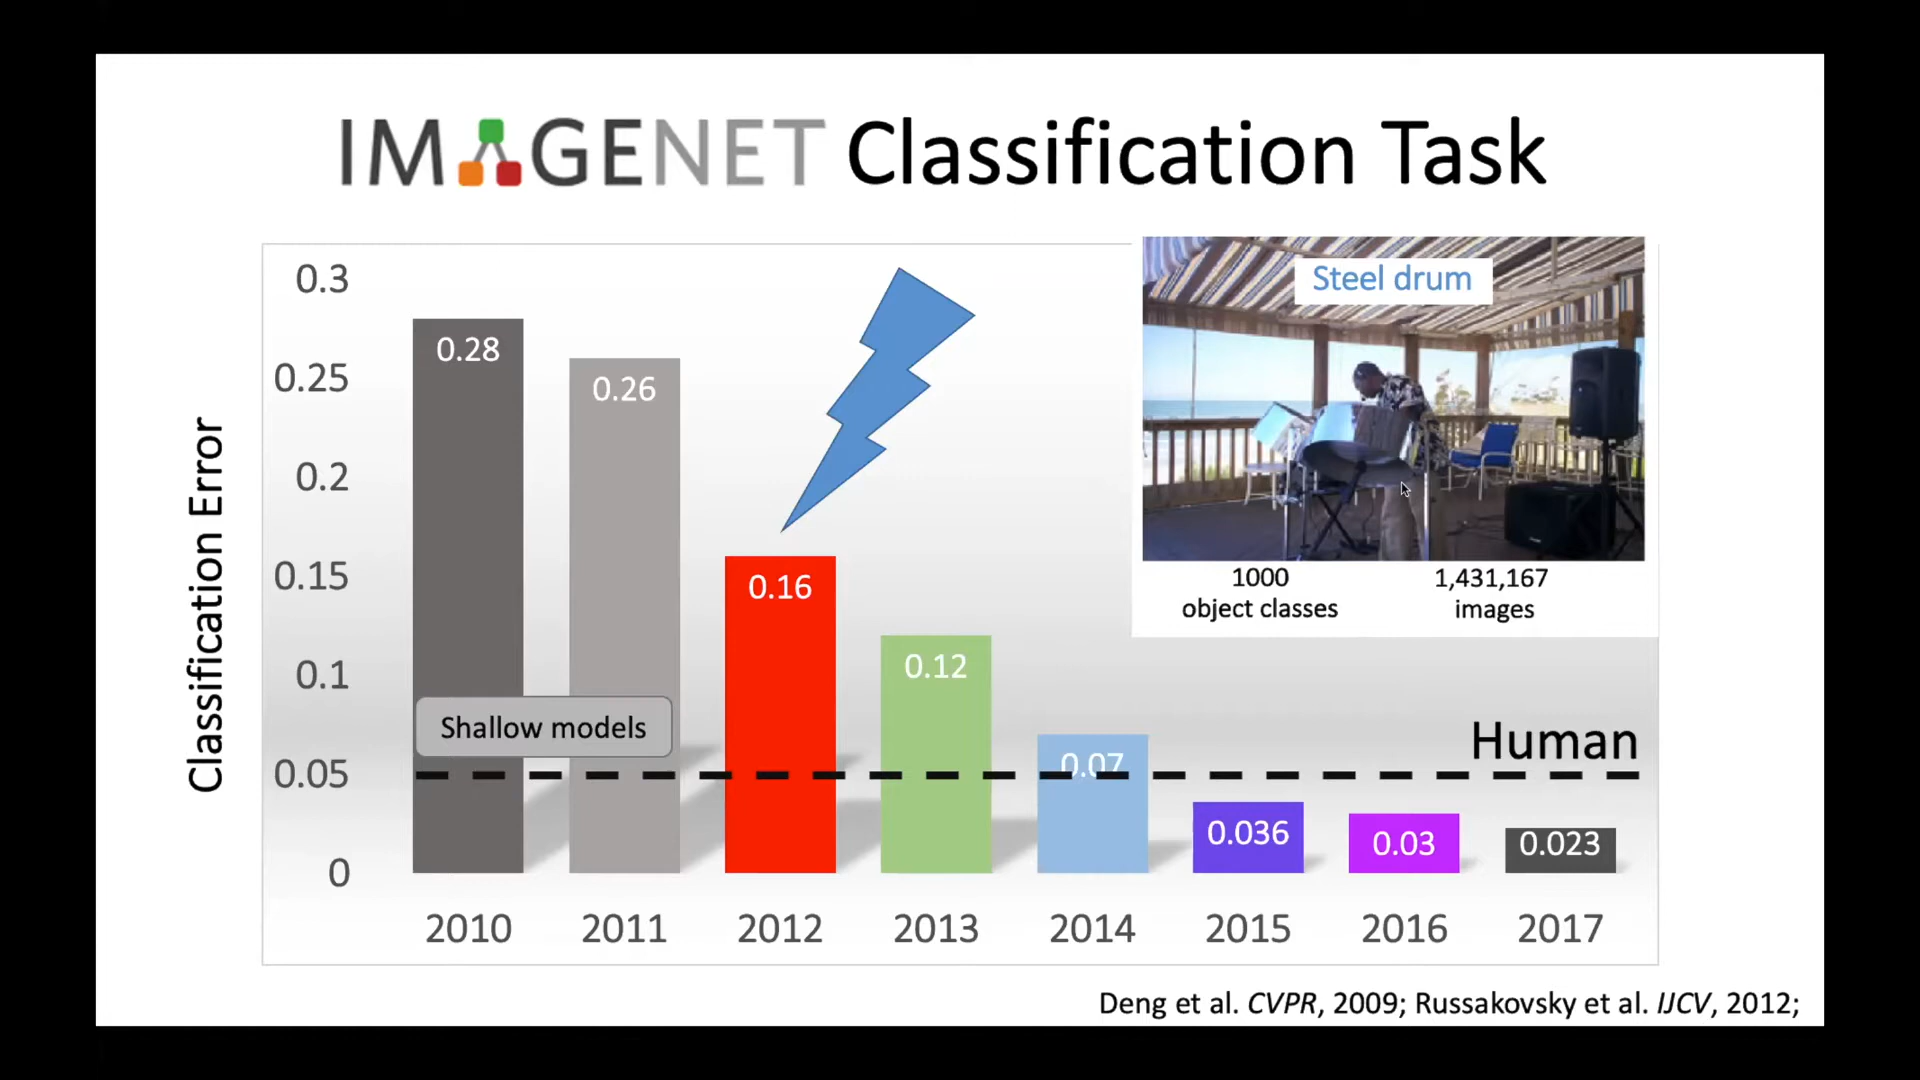 IMAGENET Classification Task
Steel drum
1000
object classes
1,431,167
images
Classification Error
0.3
0.25
0.2
0.15
0.1
0.05
0
0.28
0.26
0.16
0.12
0.07
0.036
0.03
0.023
Shallow models
Human
2010 2011 2012 2013 2014 2015 2016 2017
Deng et al. CVPR, 2009; Russakovsky et al. IJCV, 2012;